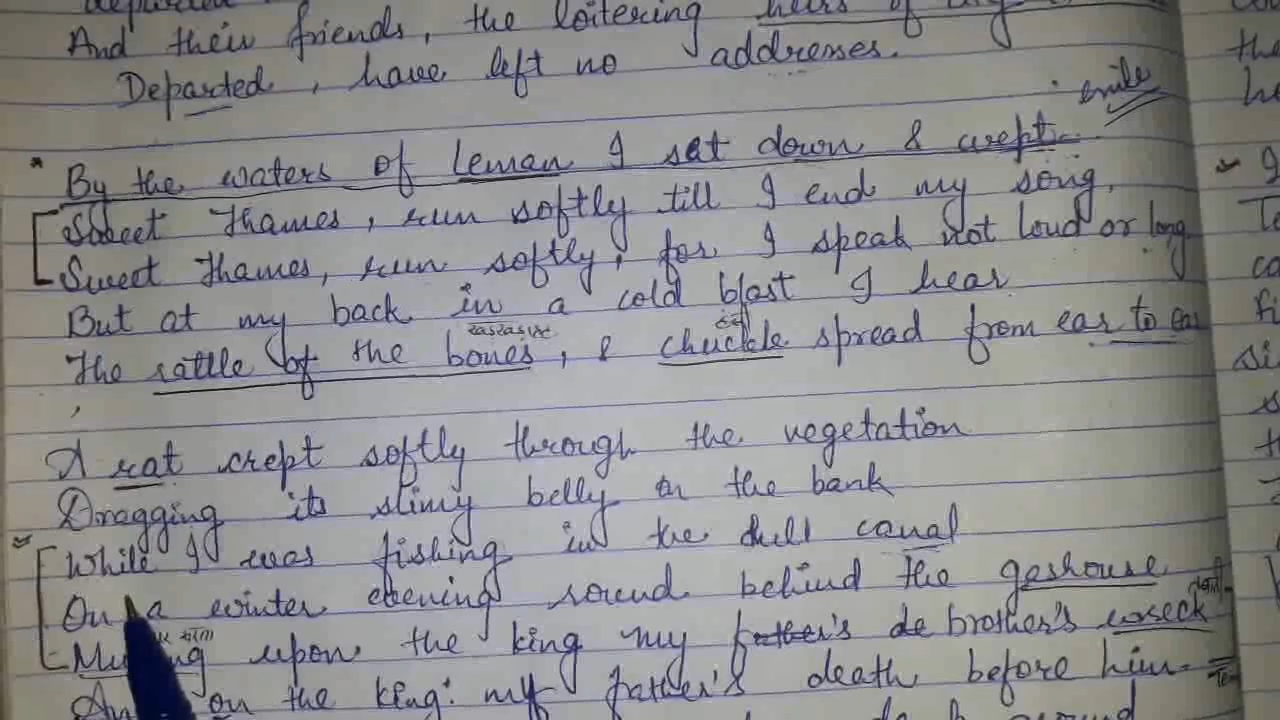 And their friends, the loitering heirs of
Departed, have left no addresses.
By the waters of Leman I sat down & wept..
Sweet Thames, run softly till I end my song,
Sweet Thames, run softly, for I speak not loud or long
But at my back in a cold blast I hear
The rattle of the bones, & chuckle spread from ear to ear
A rat crept softly through the vegetation
Dragging its slimy belly on the bank
While I was fishing in the dull canal
On a winter evening round behind the gashouse
upon the king my father's de brother's wreck
on the king: my father's death before him